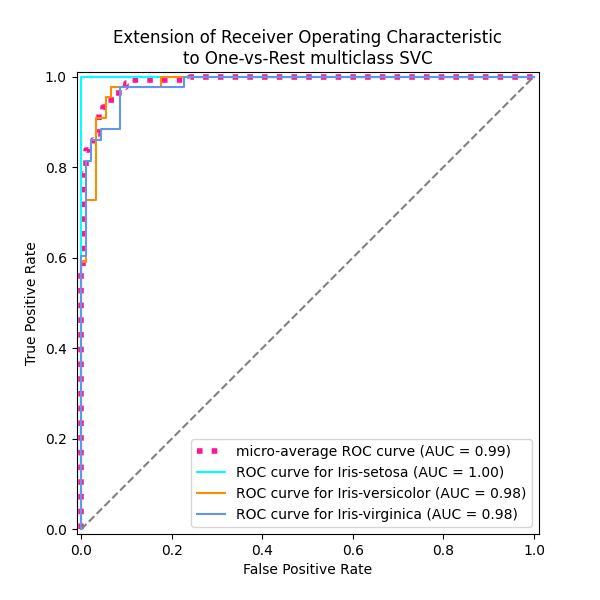 Extension of Receiver Operating Characteristic
to One-vs-Rest multiclass SVC
1.0
0.8
0.6
0.4
0.2
0.0
True Positive Rate
micro-average ROC curve (AUC = 0.99)
ROC curve for Iris-setosa (AUC = 1.00)
ROC curve for Iris-versicolor (AUC = 0.98)
ROC curve for Iris-virginica (AUC = 0.98)
0.0 0.2 0.4 0.6 0.8 1.0
False Positive Rate